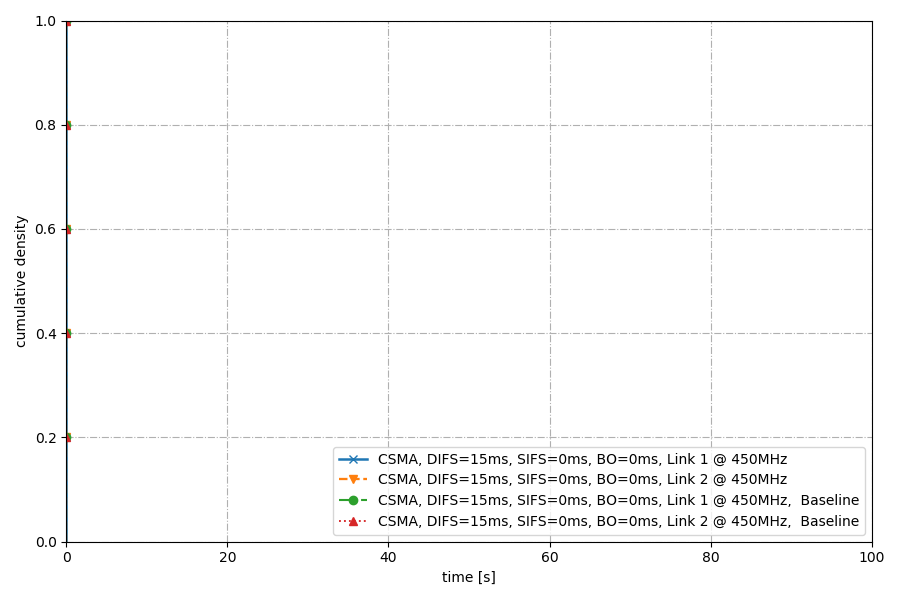 1.0
0.8
0.6
0.4
0.2
0.0
cumulative density
0 20 40 60 80 100
time [s]
CSMA, DIFS=15ms, SIFS=0ms, BO=0ms, Link 1 @ 450MHz
CSMA, DIFS=15ms, SIFS=0ms, BO=0ms, Link 2 @ 450MHz
CSMA, DIFS=15ms, SIFS=0ms, BO=0ms, Link 1 @ 450MHz,  Baseline
CSMA, DIFS=15ms, SIFS=0ms, BO=0ms, Link 2 @ 450MHz,  Baseline